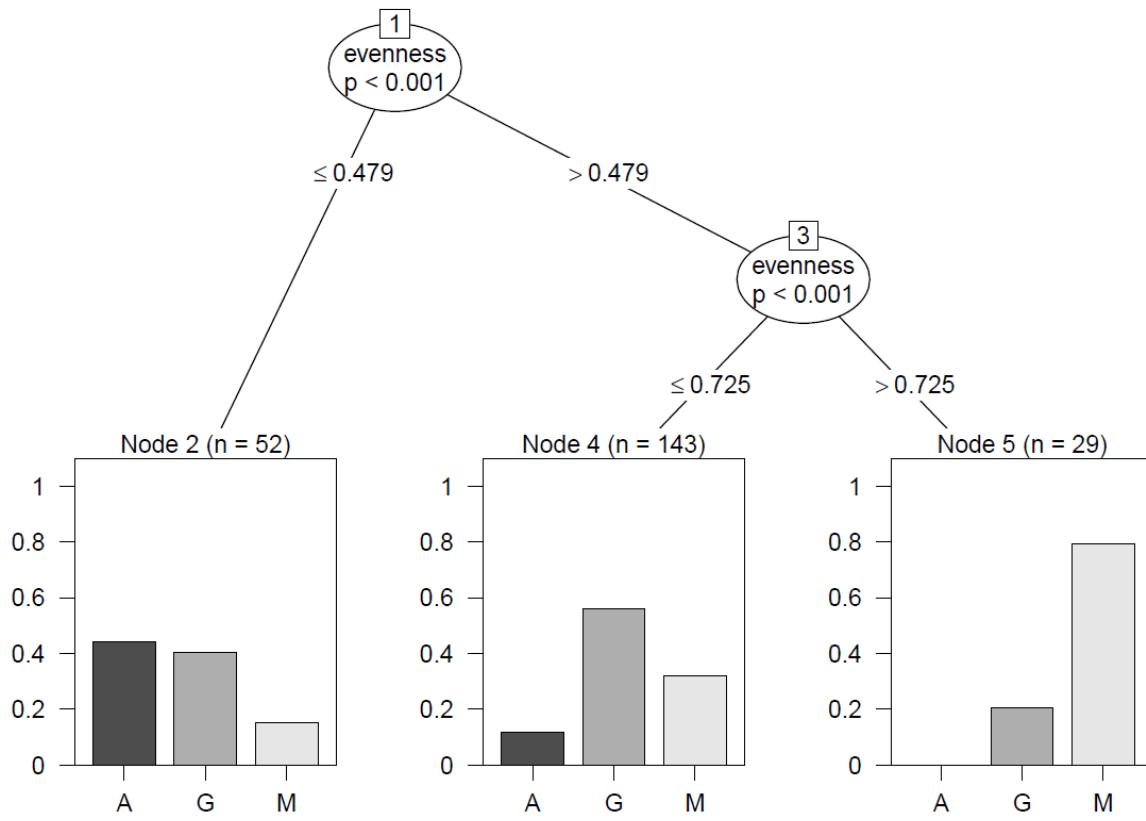 1
evenness
p < 0.001
≤ 0.479
> 0.479
3
evenness
p < 0.001
≤ 0.725
> 0.725
Node 2 (n = 52)
1
0.8
0.6
0.4
0.2
0
A G M
Node 4 (n = 143)
1
0.8
0.6
0.4
0.2
0
A G M
Node 5 (n = 29)
1
0.8
0.6
0.4
0.2
0
A G M